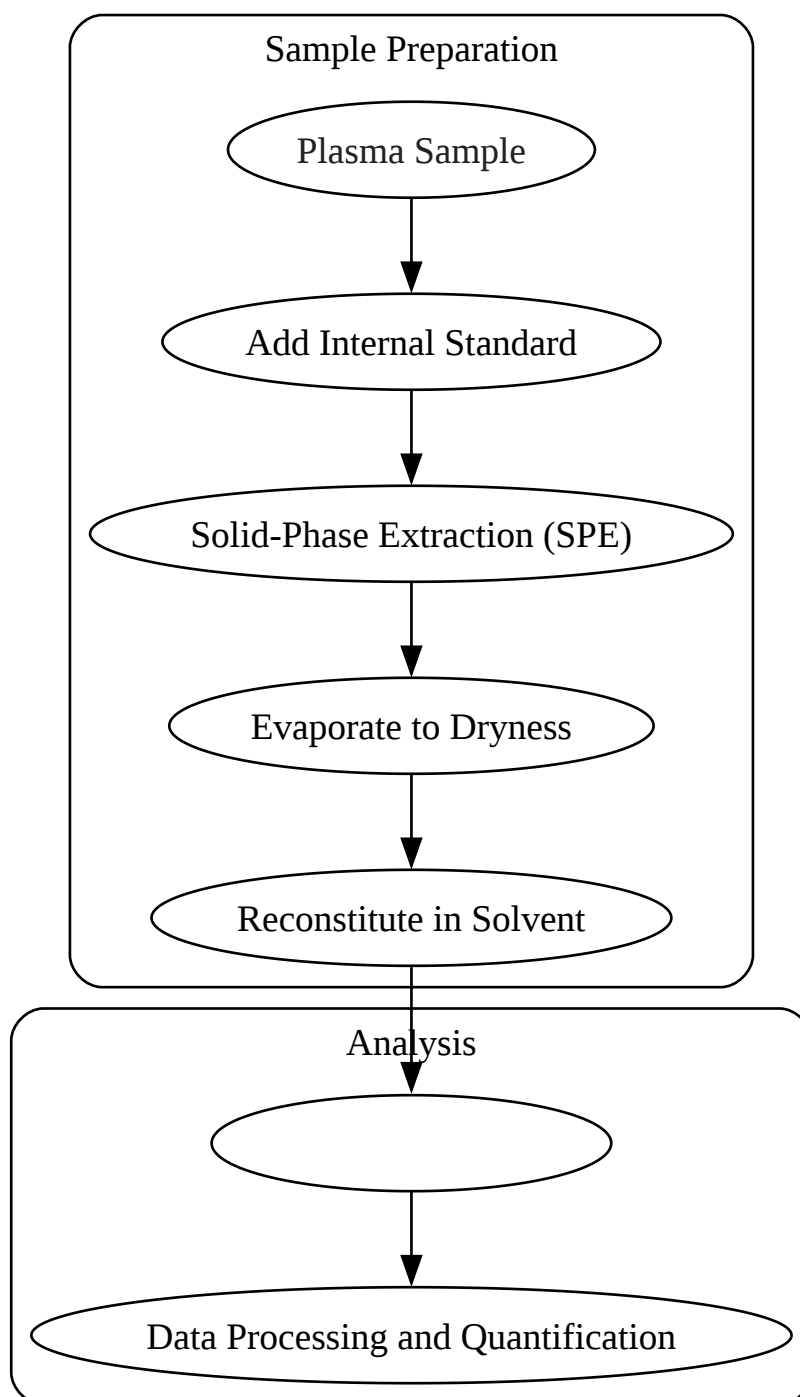 Sample Preparation
Plasma Sample
Add Internal Standard
Solid-Phase Extraction (SPE)
Evaporate to Dryness
Reconstitute in Solvent
Analysis
Data Processing and Quantification